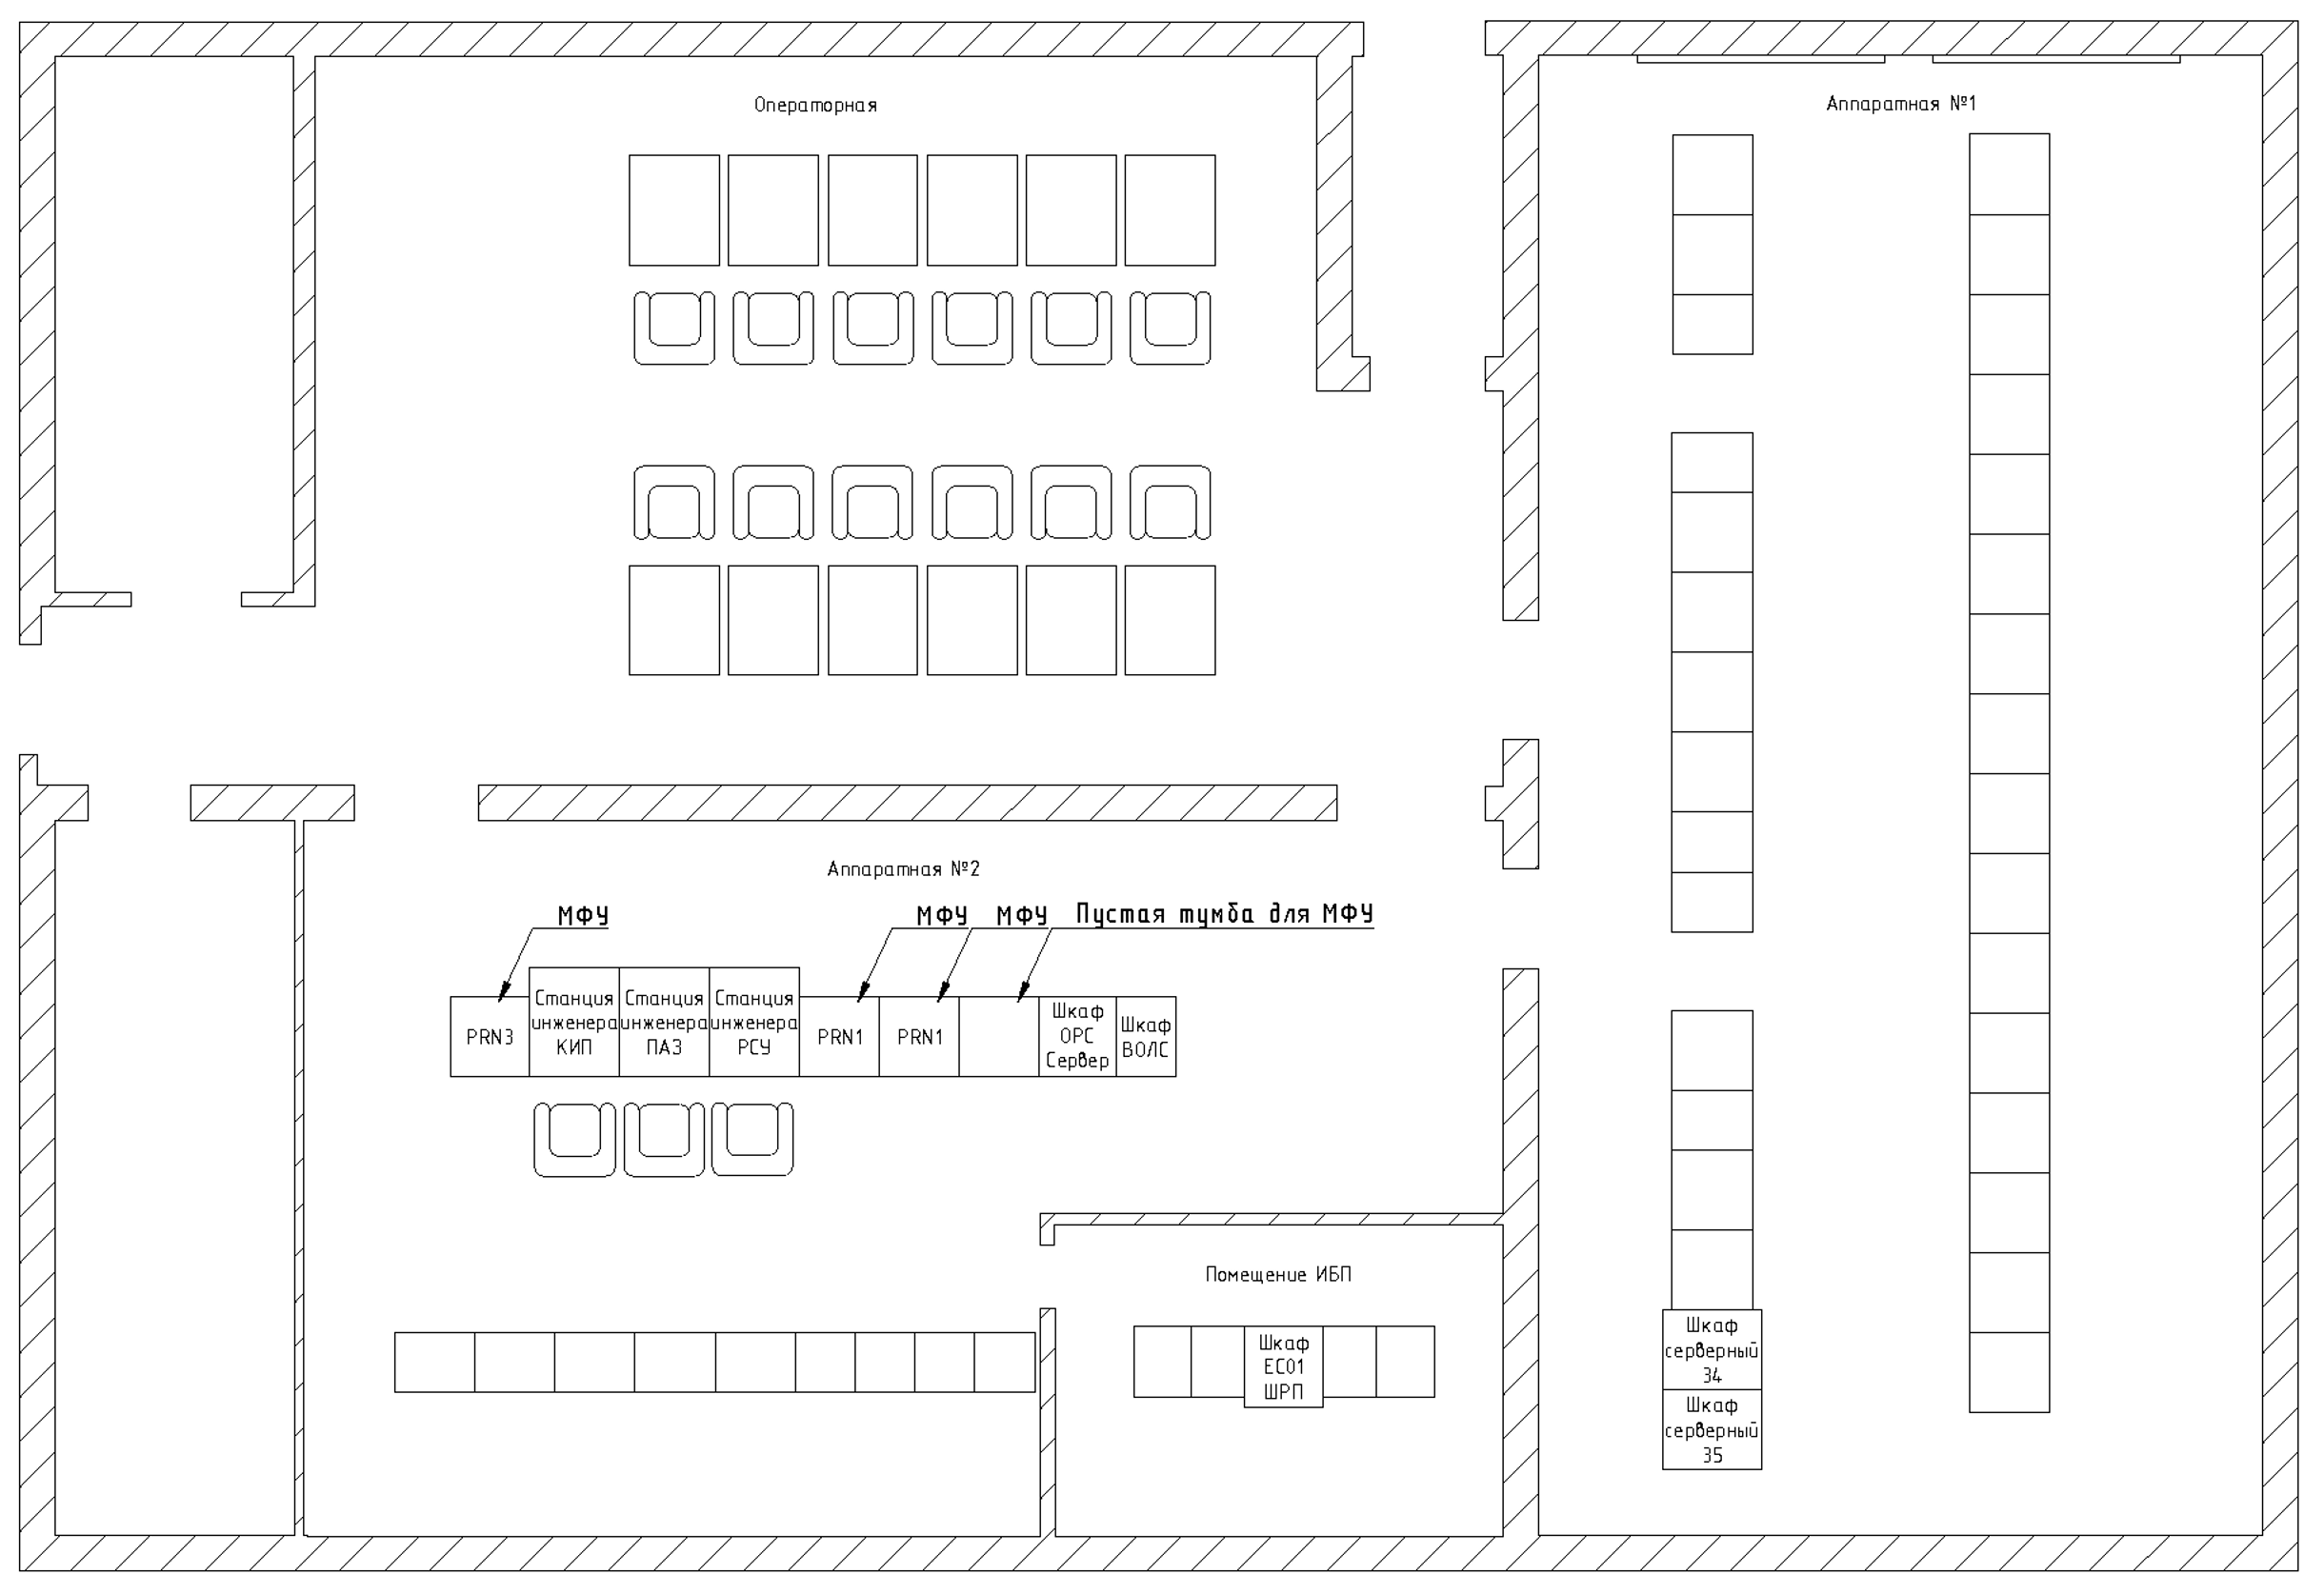 Операторная
Аппаратная №1
Аппаратная №2
МФУ
МФУ
МФУ
Пустая тумба для МФУ
PRN3
Станция
инженера
КИП
Станция
инженера
ПАЗ
Станция
инженера
РСУ
PRN1
PRN1
Шкаф
ОРС
Сервер
Шкаф
ВОЛС
Помещение ИБП
Шкаф
ЕС01
ШРП
Шкаф
серверный
34
Шкаф
серверный
35